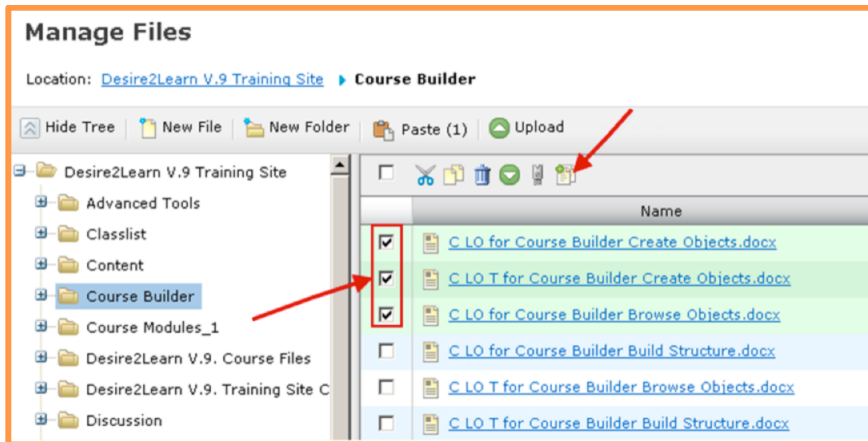 Manage Files
Location: Desire2Learn V.9 Training Site Course Builder
Hide Tree New File New Folder Paste (1) Upload
Desire2Learn V.9 Training Site
Advanced Tools
Classlist
Content
Course Builder
Course Modules_1
Desire2Learn V.9. Course Files
Desire2Learn V.9. Training Site C
Discussion
Name
C LO for Course Builder Create Objects.docx
C LO T for Course Builder Create Objects.docx
C LO for Course Builder Browse Objects.docx
C LO for Course Builder Build Structure.docx
C LO T for Course Builder Browse Objects.docx
C LO T for Course Builder Build Structure.docx